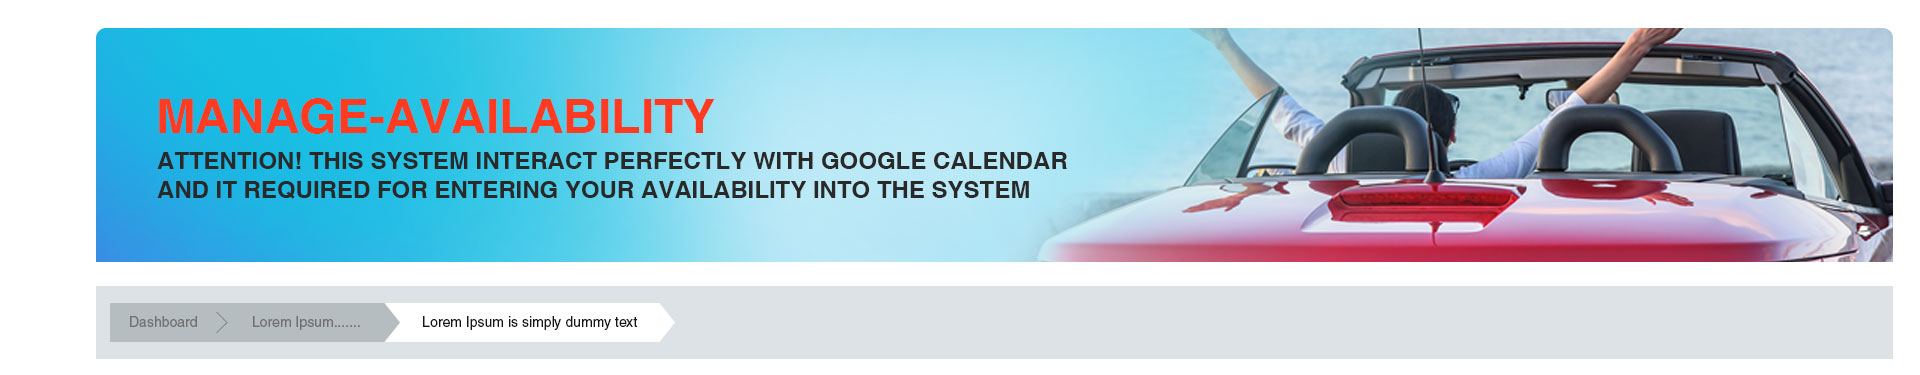 MANAGE-AVAILABILITY
ATTENTION! THIS SYSTEM INTERACT PERFECTLY WITH GOOGLE CALENDAR
AND IT REQUIRED FOR ENTERING YOUR AVAILABILITY INTO THE SYSTEM
Dashboard Lorem Ipsum....... Lorem Ipsum is simply dummy text